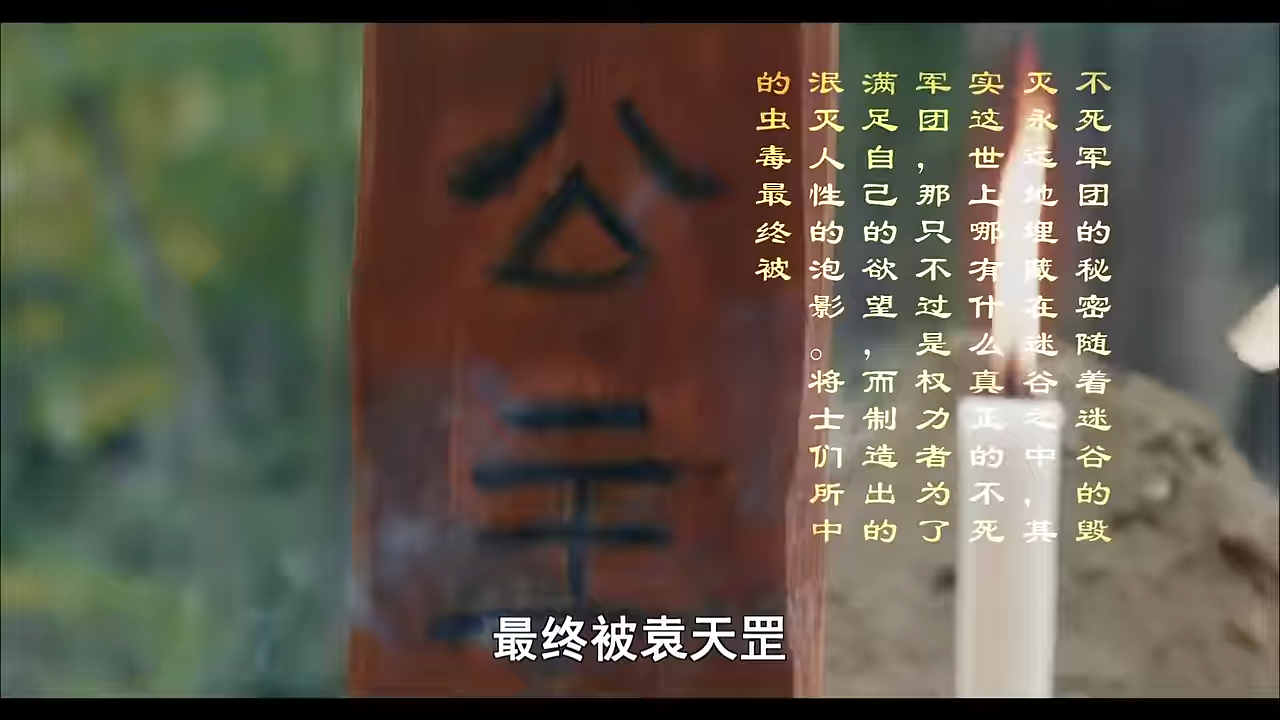 不死军团的秘密随着迷谷的毁
灭永远地埋藏在迷谷之中，其
实这世上哪有什么真正的不死
军团，那只不过是权力者为了
满足自己的欲望，而制造出的
泯灭人性的泡影。将士们所中
的虫毒最终被
公主
最终被袁天罡